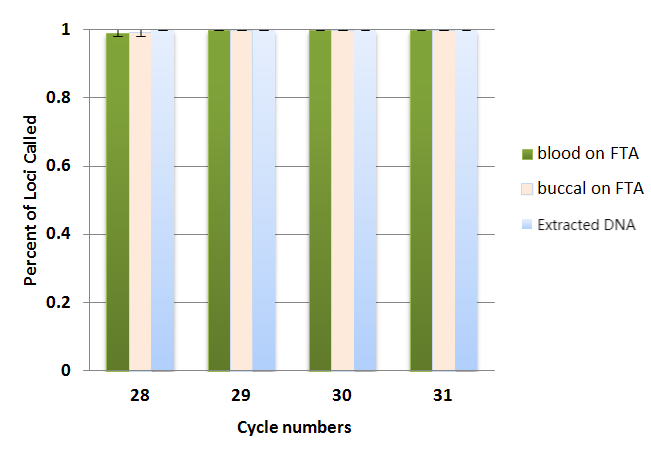 1
0.8
0.6
0.4
0.2
0
Percent of Loci Called
28 29 30 31
Cycle numbers
blood on FTA
buccal on FTA
Extracted DNA